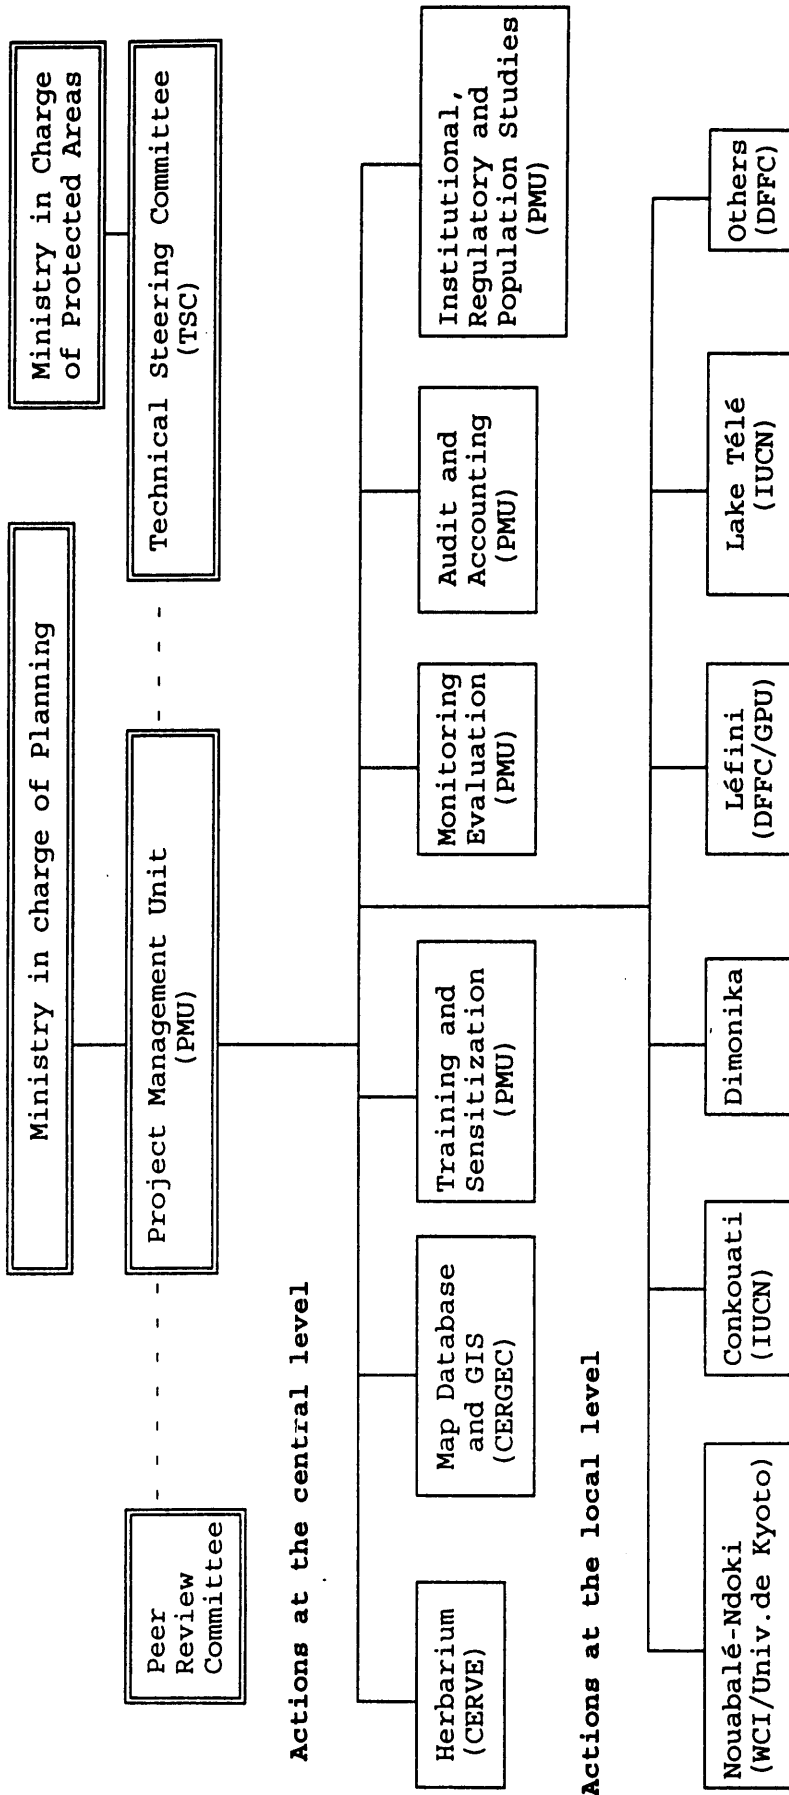 Ministry in charge of Planning
Ministry in Charge
of Protected Areas
Peer
Review
Committee
Project Management Unit
(PMU)
Technical Steering Committee
(TSC)
Actions at the central level
Herbarium
(CERVE)
Map Database
and GIS
(CERGEC)
Training and
Sensitization
(PMU)
Monitoring
Evaluation
(PMU)
Audit and
Accounting
(PMU)
Institutional,
Regulatory and
Population Studies
(PMU)
Actions at the local level
Nouabalé-Ndoki
(WCI/Univ.de Kyoto)
Conkouati
(IUCN)
Dimonika
Léfini
(DFFC/GPU)
Lake Télé
(IUCN)
Others
(DFFC)